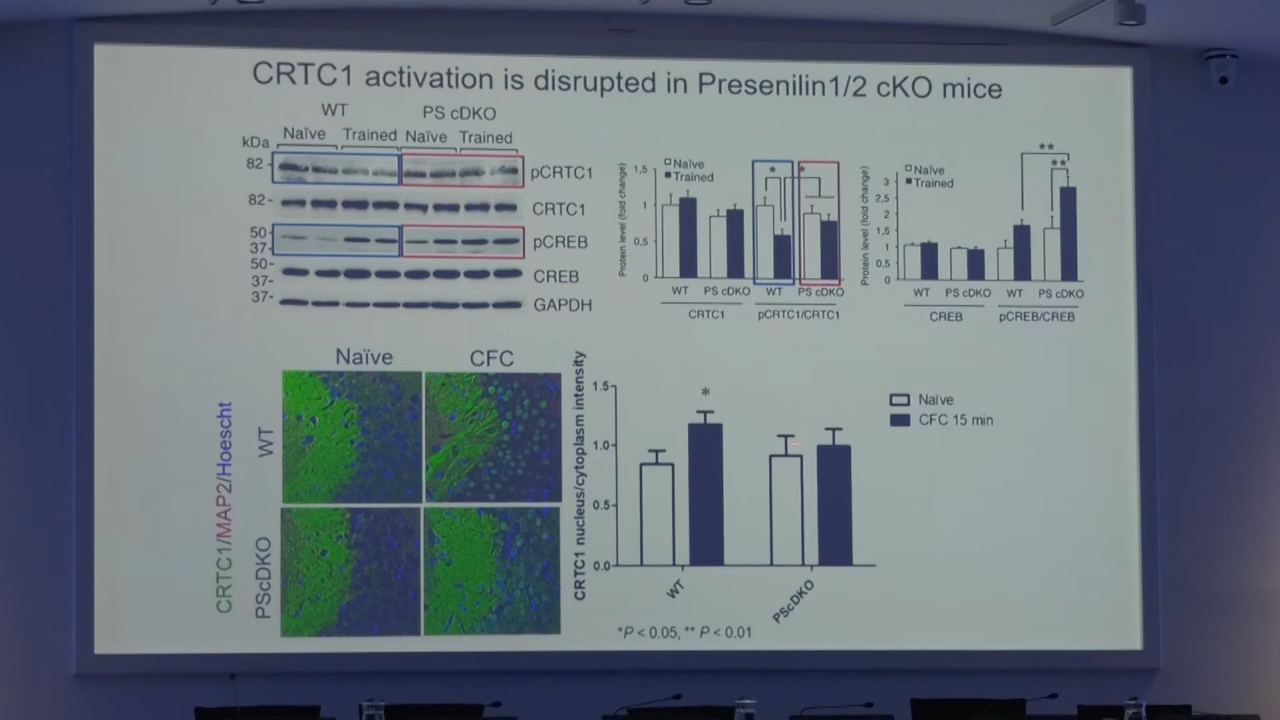 CRTC1 activation is disrupted in Presenilin1/2 cKO mice
WT PS cDKO
Naïve Trained Naïve Trained
kDa
82- pCRTC1
82- CRTC1
50- pCREB
37-
50- CREB
37-
37- GAPDH
Protein level (fold change)
Naïve
Trained
1,5
1
0,5
0
* *
WT PS cDKO WT PS cDKO
CRTC1 pCRTC1/CRTC1
Protein level (fold change)
Naïve
Trained
3
2,5
2
1,5
1
0,5
0
**
**
WT PS cDKO WT PS cDKO
CREB pCREB/CREB
Naïve CFC
CRTC1/MAP2/Hoescht
WT
PScDKO
CRTC1 nucleus/cytoplasm intensity
1.5
1.0
0.5
0.0
*
WT PScDKO
Naïve
CFC 15 min
*P < 0.05, ** P < 0.01